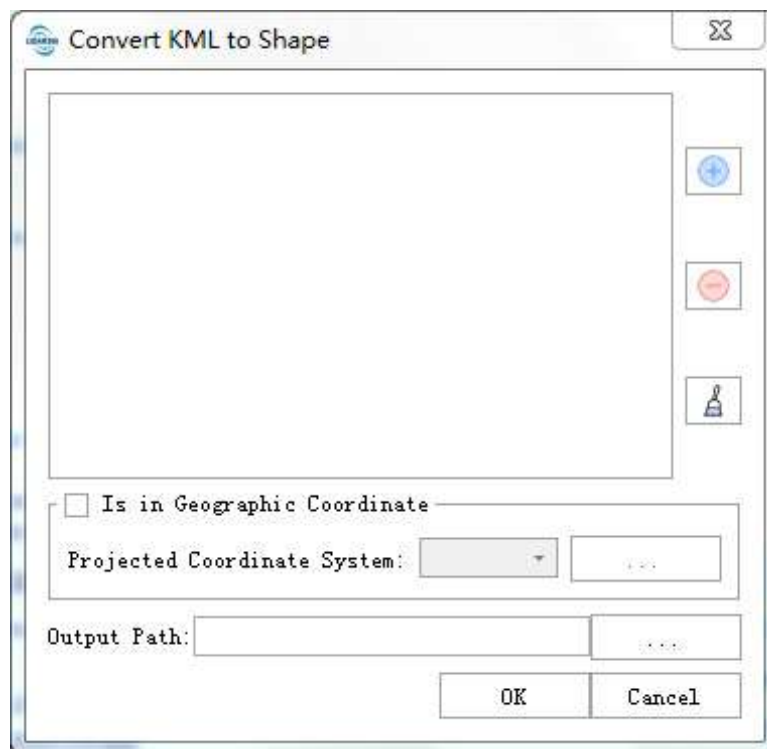 Convert KML to Shape
Is in Geographic Coordinate
Projected Coordinate System:
...
Output Path:
...
OK
Cancel